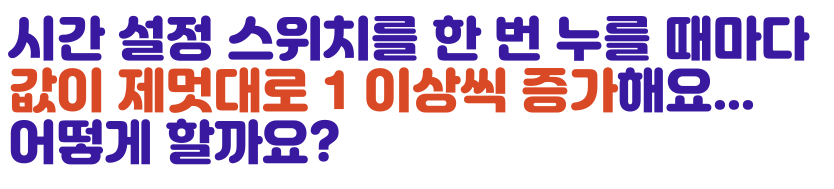 시간 설정 스위치를 한 번 누를 때마다
값이 제멋대로 1 이상씩 증가해요...
어떻게 할까요?